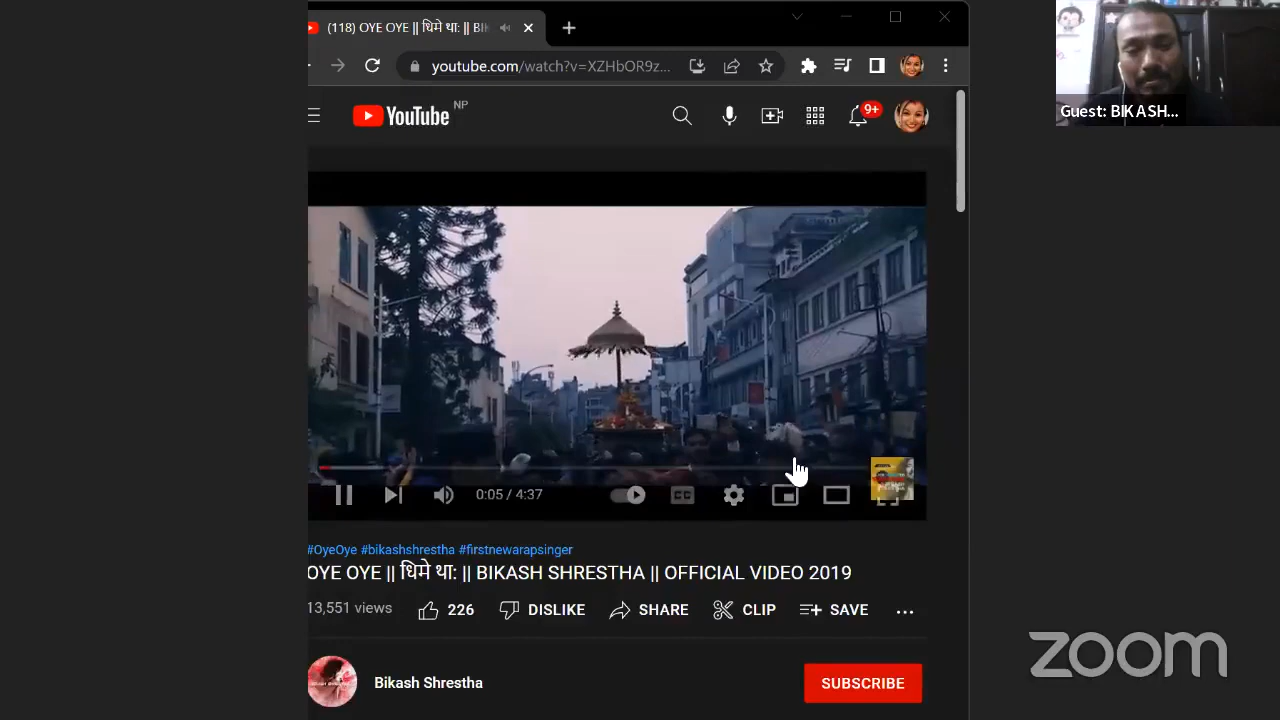 (118) OYE OYE || धिमे था: || BIK
youtube.com/watch?v=XZHbOR9z...
YouTube NP
9+
Guest: BIKASH...
0:05 / 4:37
CC
#OyeOye #bikashshrestha #firstnewarapsinger
OYE OYE || धिमे था: || BIKASH SHRESTHA || OFFICIAL VIDEO 2019
13,551 views
226
DISLIKE
SHARE
CLIP
SAVE
Bikash Shrestha
SUBSCRIBE
zoom